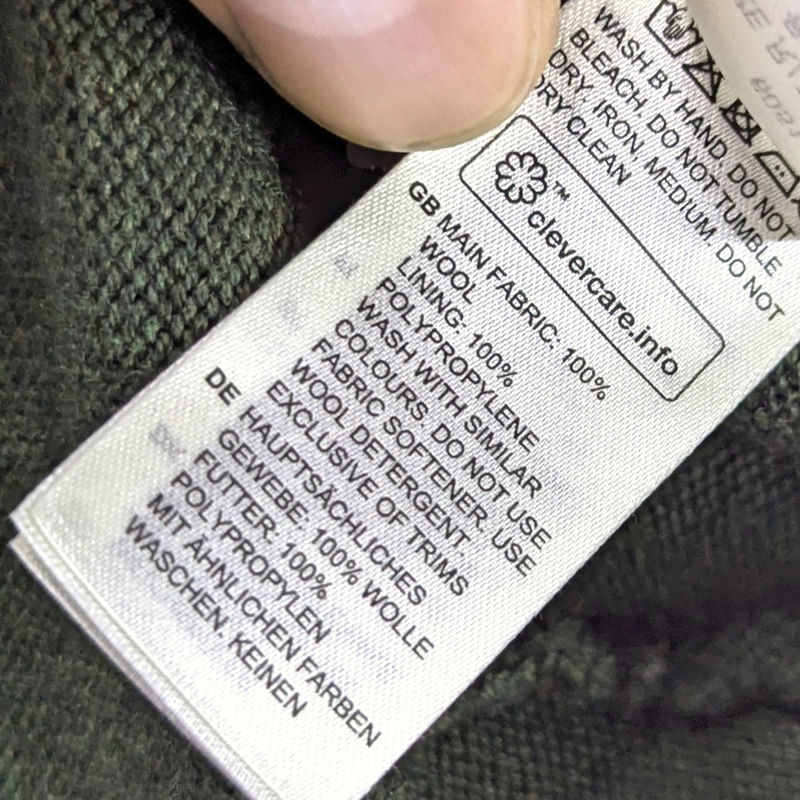 WASH BY HAND. DO NOT
BLEACH. DO NOT TUMBLE
DRY. IRON, MEDIUM. DO NOT
DRY CLEAN
™
clevercare.info
GB MAIN FABRIC: 100%
WOOL
LINING: 100%
POLYPROPYLENE
WASH WITH SIMILAR
COLOURS. DO NOT USE
FABRIC SOFTENER. USE
WOOL DETERGENT.
EXCLUSIVE OF TRIMS
DE HAUPTSÄCHLICHES
GEWEBE: 100% WOLLE
FUTTER: 100%
POLYPROPYLEN
MIT ÄHNLICHEN FARBEN
WASCHEN. KEINEN